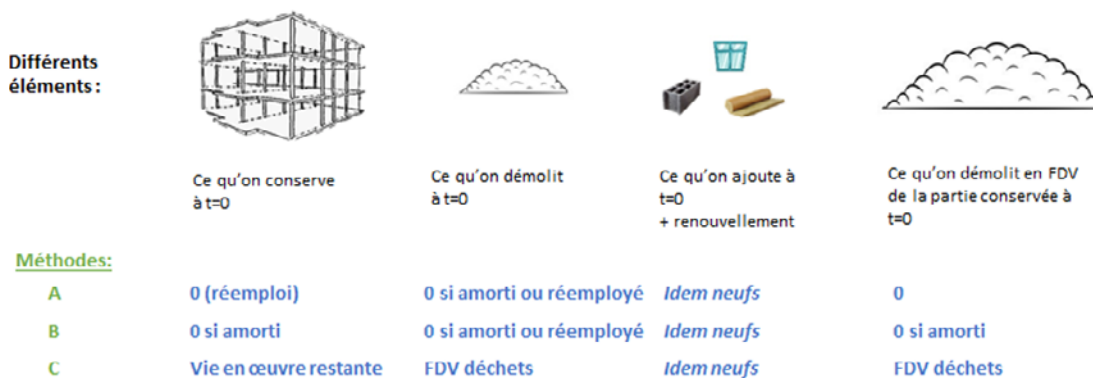 Différents
éléments :
Ce qu'on conserve
à t=0
Ce qu'on démolit
à t=0
Ce qu'on ajoute à
t=0
+ renouvellement
Ce qu'on démolit en FDV
de la partie conservée à
t=0
Méthodes:
A 0 (réemploi) 0 si amorti ou réemployé Idem neufs 0
B 0 si amorti 0 si amorti ou réemployé Idem neufs 0 si amorti
C Vie en œuvre restante FDV déchets Idem neufs FDV déchets